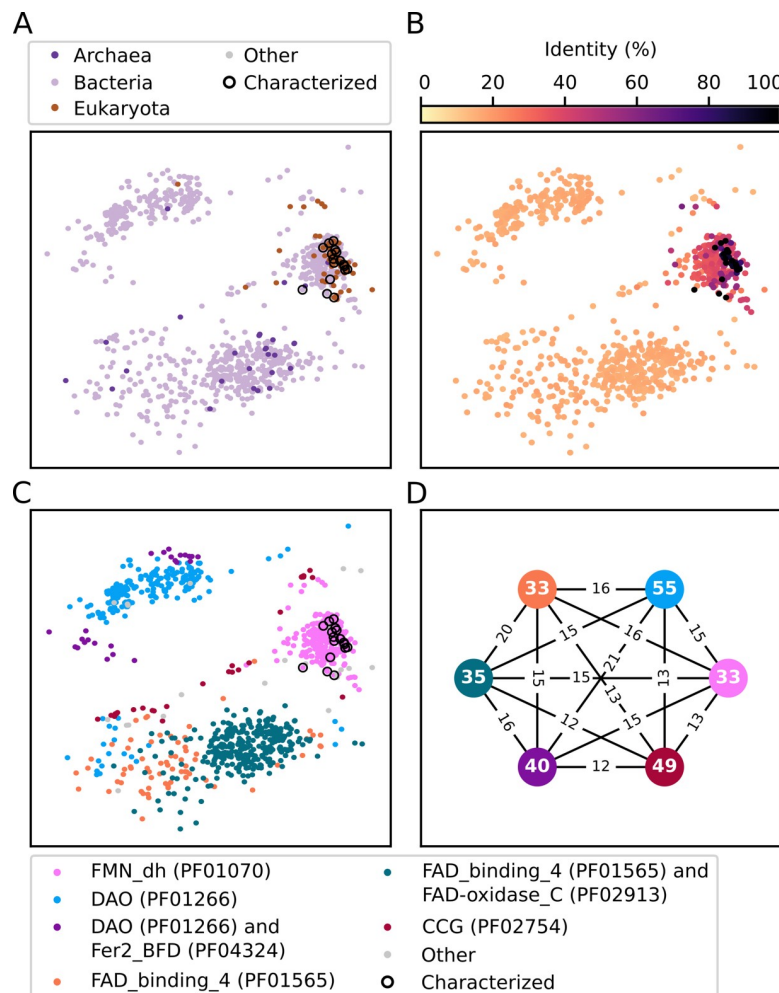 A
Archaea
Bacteria
Eukaryota
Other
Characterized
B
Identity (%)
0 20 40 60 80 100
C
D
33 16 55
20 15 16 15
21
35 15 15 13 33
13
16 12 15 13
40 12 49
FMN_dh (PF01070)
DAO (PF01266)
DAO (PF01266) and
Fer2_BFD (PF04324)
FAD_binding_4 (PF01565)
FAD_binding_4 (PF01565) and
FAD-oxidase_C (PF02913)
CCG (PF02754)
Other
Characterized